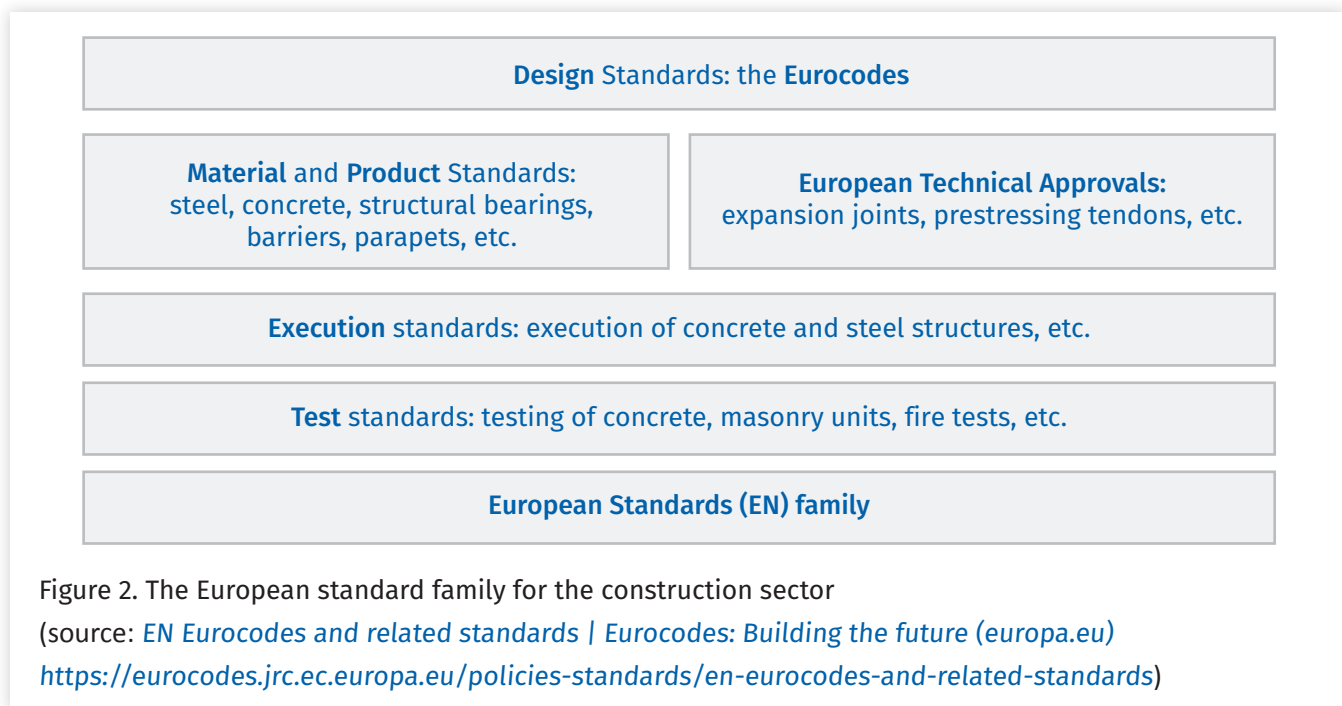 Design Standards: the Eurocodes
Material and Product Standards:
steel, concrete, structural bearings,
barriers, parapets, etc.
European Technical Approvals:
expansion joints, prestressing tendons, etc.
Execution standards: execution of concrete and steel structures, etc.
Test standards: testing of concrete, masonry units, fire tests, etc.
European Standards (EN) family
Figure 2. The European standard family for the construction sector
(source: EN Eurocodes and related standards | Eurocodes: Building the future (europa.eu)
https://eurocodes.jrc.ec.europa.eu/policies-standards/en-eurocodes-and-related-standards)